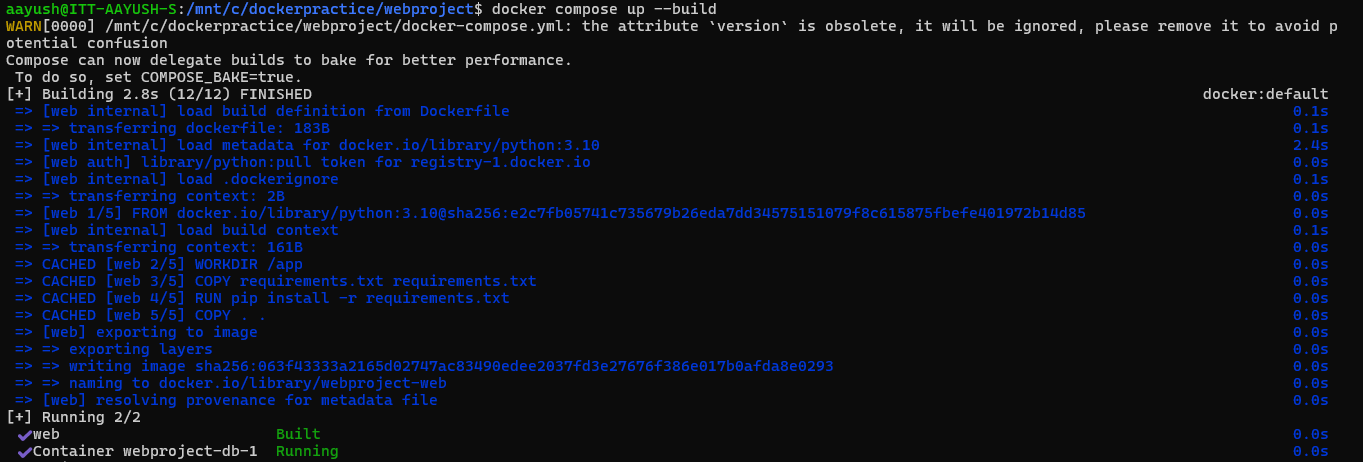 aayush@ITT-AAYUSH-S:/mnt/c/dockerpractice/webproject$ docker compose up --build
WARN[0000] /mnt/c/dockerpractice/webproject/docker-compose.yml: the attribute `version` is obsolete, it will be ignored, please remove it to avoid p
otential confusion
Compose can now delegate builds to bake for better performance.
 To do so, set COMPOSE_BAKE=true.
[+] Building 2.8s (12/12) FINISHED docker:default
 => [web internal] load build definition from Dockerfile 0.1s
 => => transferring dockerfile: 183B 0.1s
 => [web internal] load metadata for docker.io/library/python:3.10 2.4s
 => [web auth] library/python:pull token for registry-1.docker.io 0.0s
 => [web internal] load .dockerignore 0.1s
 => => transferring context: 2B 0.0s
 => [web 1/5] FROM docker.io/library/python:3.10@sha256:e2c7fb05741c735679b26eda7dd34575151079f8c615875fbefe401972b14d85 0.0s
 => [web internal] load build context 0.1s
 => => transferring context: 161B 0.0s
 => CACHED [web 2/5] WORKDIR /app 0.0s
 => CACHED [web 3/5] COPY requirements.txt requirements.txt 0.0s
 => CACHED [web 4/5] RUN pip install -r requirements.txt 0.0s
 => CACHED [web 5/5] COPY . . 0.0s
 => [web] exporting to image 0.0s
 => => exporting layers 0.0s
 => => writing image sha256:063f43333a2165d02747ac83490edee2037fd3e27676f386e017b0afda8e0293 0.0s
 => => naming to docker.io/library/webproject-web 0.0s
 => [web] resolving provenance for metadata file 0.0s
[+] Running 2/2
 ✔web Built 0.0s
 ✔Container webproject-db-1 Running 0.0s